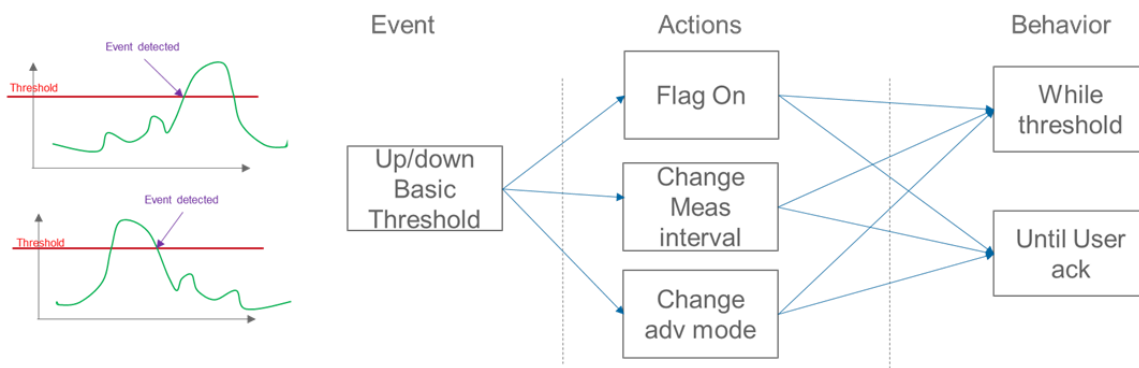 Event
Actions
Behavior
Event detected
Threshold
Event detected
Threshold
Up/down
Basic
Threshold
Flag On
Change
Meas
interval
Change
adv mode
While
threshold
Until User
ack